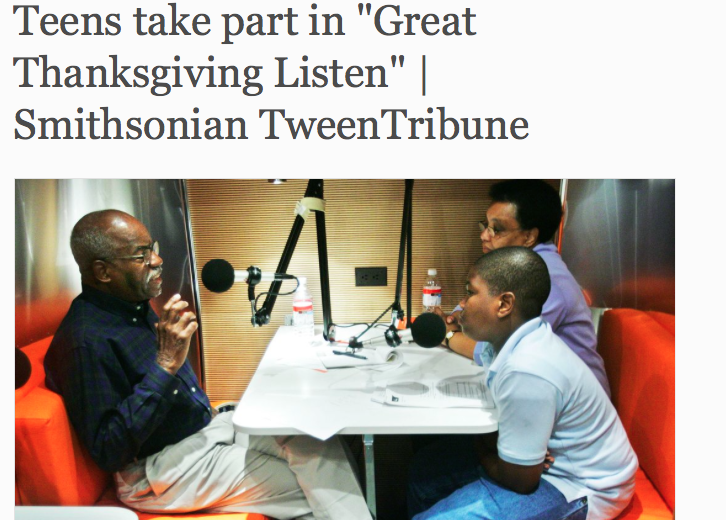 Teens take part in "Great
Thanksgiving Listen" |
Smithsonian TweenTribune